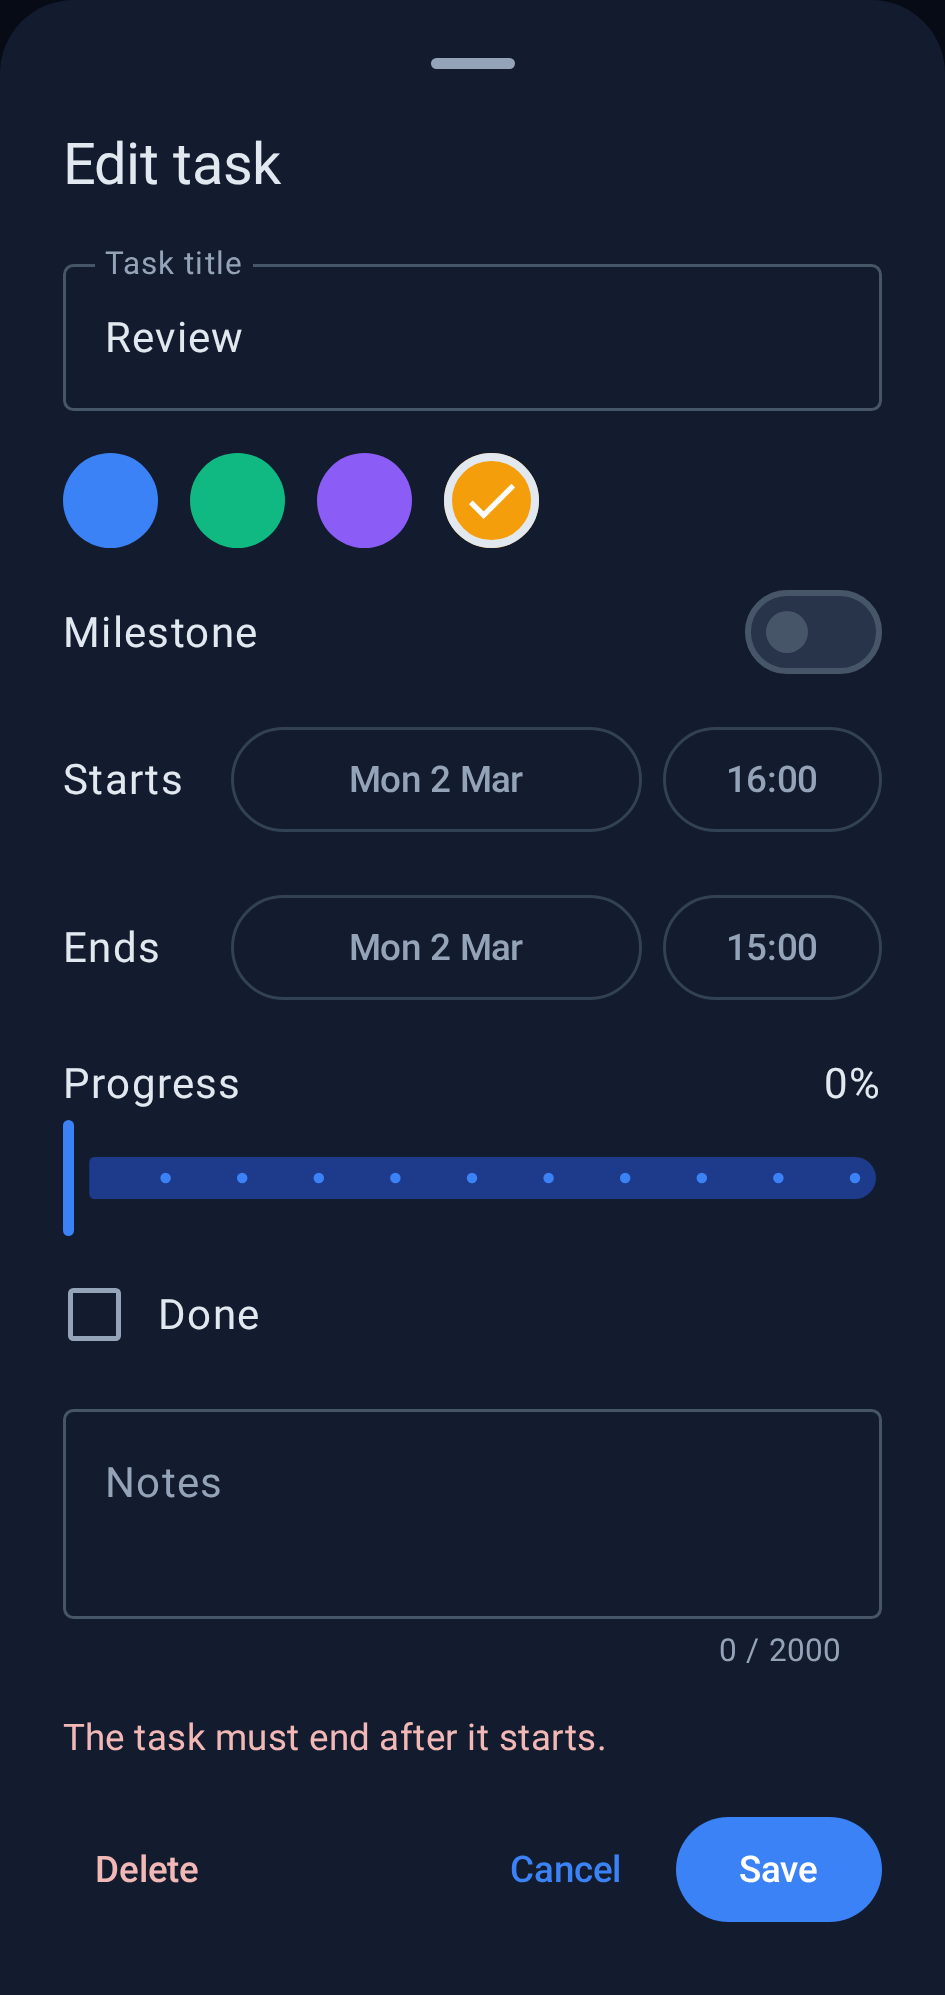 Edit task
Task title
Review
Milestone
Starts Mon 2 Mar 16:00
Ends Mon 2 Mar 15:00
Progress 0%
Done
Notes
0 / 2000
The task must end after it starts.
Delete Cancel Save